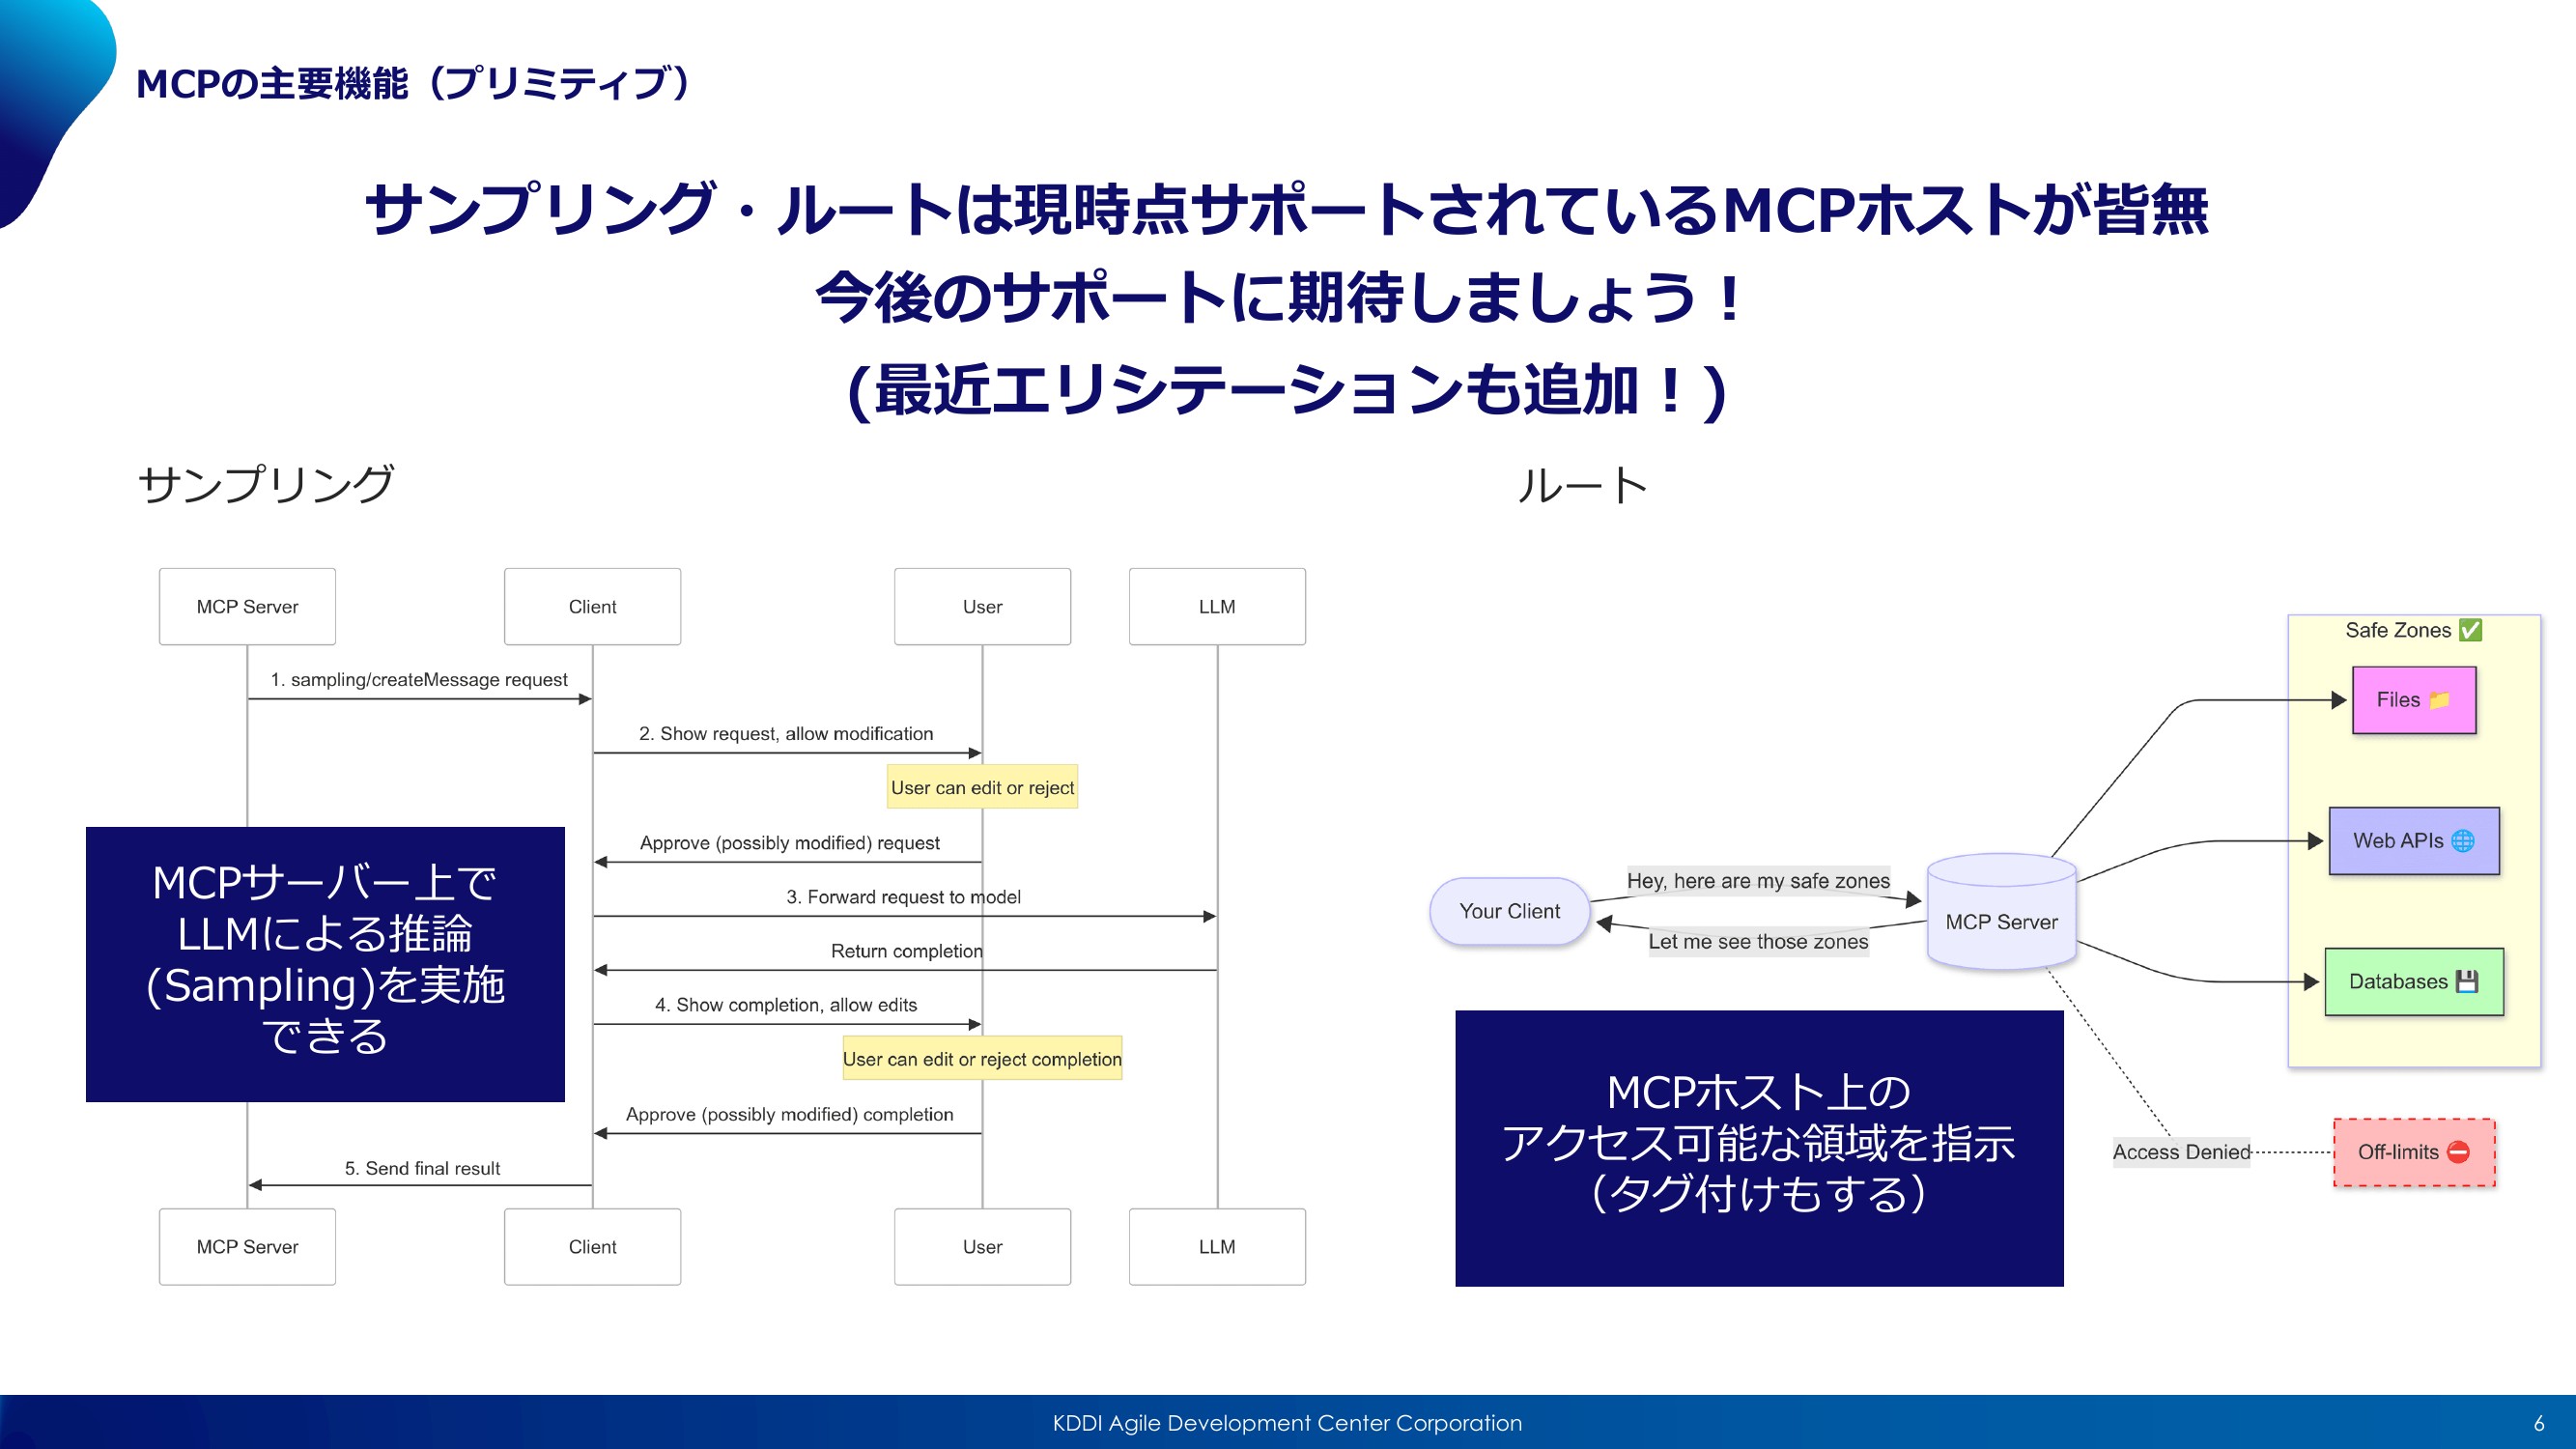 MCPの主要機能（プリミティブ）
サンプリング・ルートは現時点サポートされているMCPホストが皆無
今後のサポートに期待しましょう！
(最近エリシテーションも追加！)
サンプリング
MCP Server
Client
User
LLM
1. sampling/createMessage request
2. Show request, allow modification
User can edit or reject
Approve (possibly modified) request
3. Forward request to model
Return completion
4. Show completion, allow edits
User can edit or reject completion
Approve (possibly modified) completion
5. Send final result
MCP Server
Client
User
LLM
MCPサーバー上で
LLMによる推論
(Sampling)を実施
できる
ルート
Your Client
Hey, here are my safe zones
Let me see those zones
MCP Server
Safe Zones ✅
Files 📁
Web APIs 🌐
Databases 💾
Access Denied
Off-limits ⛔
MCPホスト上の
アクセス可能な領域を指示
（タグ付けもする）
KDDI Agile Development Center Corporation
6